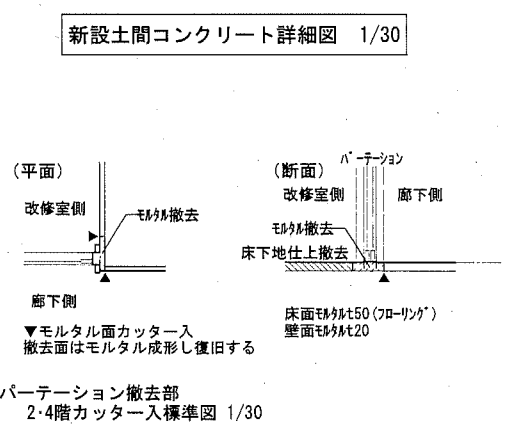 新設土間コンクリート詳細図 1/30
(平面)
改修室側
モルタル撤去
廊下側
▼モルタル面カッター入
撤去面はモルタル成形し復旧する
(断面)
パーテーション
改修室側
廊下側
モルタル撤去
床下地仕上撤去
床面モルタルt50(フローリング)
壁面モルタルt20
パーテーション撤去部
2・4階カッター入標準図 1/30